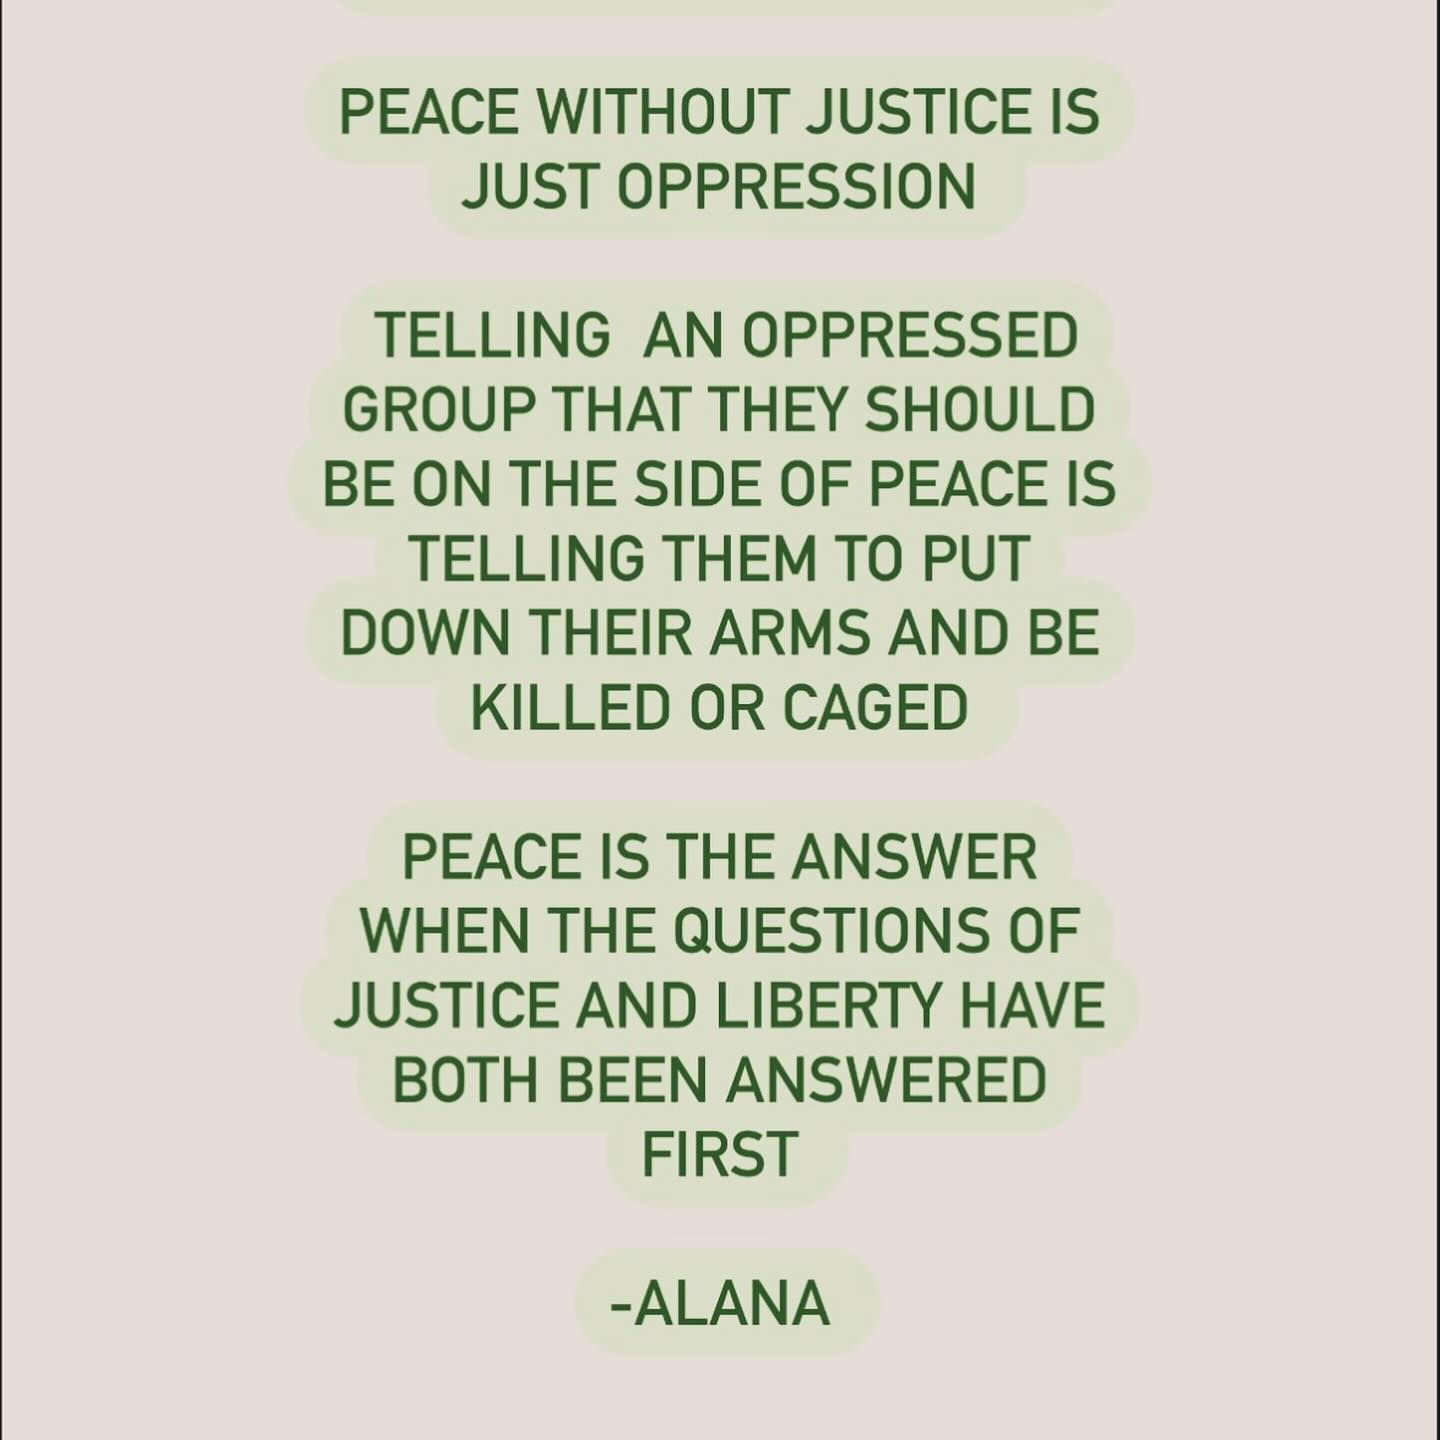 PEACE WITHOUT JUSTICE IS
JUST OPPRESSION
TELLING  AN OPPRESSED
GROUP THAT THEY SHOULD
BE ON THE SIDE OF PEACE IS
TELLING THEM TO PUT
DOWN THEIR ARMS AND BE
KILLED OR CAGED
PEACE IS THE ANSWER
WHEN THE QUESTIONS OF
JUSTICE AND LIBERTY HAVE
BOTH BEEN ANSWERED
FIRST
-ALANA